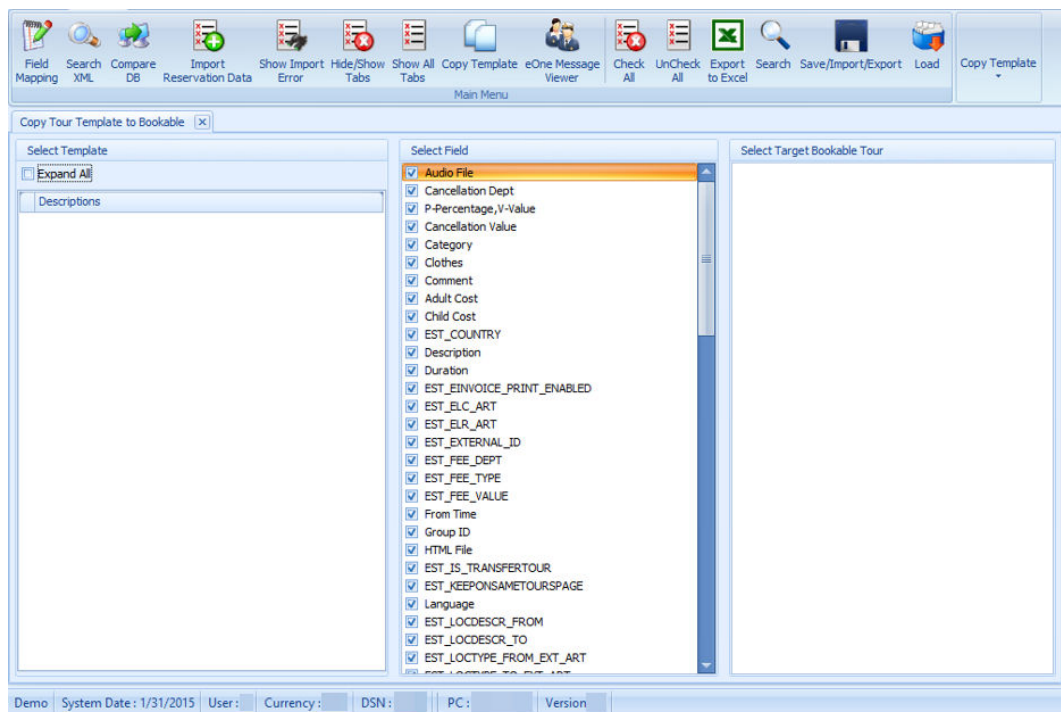 Field Mapping
Search XML
Compare DB
Import Reservation Data
Show Import Error
Hide/Show Tabs
Show All Tabs
Copy Template
eOne Message Viewer
Check All
UnCheck All
Export to Excel
Search
Save/Import/Export
Load
Copy Template
Main Menu
Copy Tour Template to Bookable
Select Template
Expand All
Descriptions
Select Field
Audio File
Cancellation Dept
P-Percentage,V-Value
Cancellation Value
Category
Clothes
Comment
Adult Cost
Child Cost
EST_COUNTRY
Description
Duration
EST_EINVOICE_PRINT_ENABLED
EST_ELC_ART
EST_ELR_ART
EST_EXTERNAL_ID
EST_FEE_DEPT
EST_FEE_TYPE
EST_FEE_VALUE
From Time
Group ID
HTML File
EST_IS_TRANSFERTOUR
EST_KEEPONSAMETOURSPAGE
Language
EST_LOCDESCR_FROM
EST_LOCDESCR_TO
EST_LOCTYPE_FROM_EXT_ART
EST_LOCTYPE_TO_EXT_ART
Select Target Bookable Tour
Demo System Date : 1/31/2015 User : Currency : DSN : PC : Version